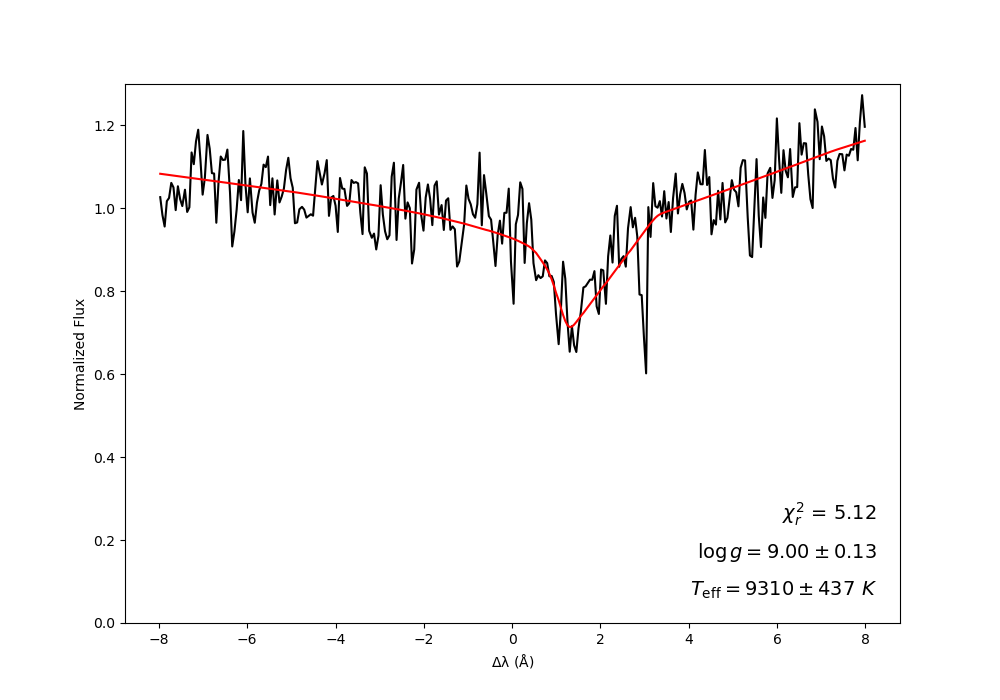 1.2
1.0
0.8
0.6
0.4
0.2
0.0
Normalized Flux
χ²ᵣ = 5.12
log g = 9.00 ± 0.13
T_eff = 9310 ± 437 K
−8 −6 −4 −2 0 2 4 6 8
Δλ (Å)